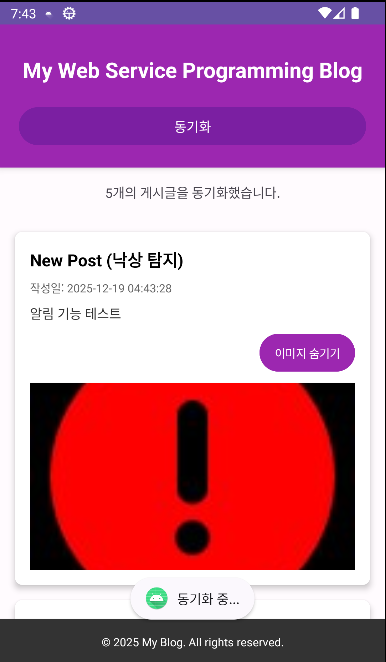 7:43
My Web Service Programming Blog
동기화
5개의 게시글을 동기화했습니다.
New Post (낙상 탐지)
작성일: 2025-12-19 04:43:28
알림 기능 테스트
이미지 숨기기
동기화 중...
© 2025 My Blog. All rights reserved.